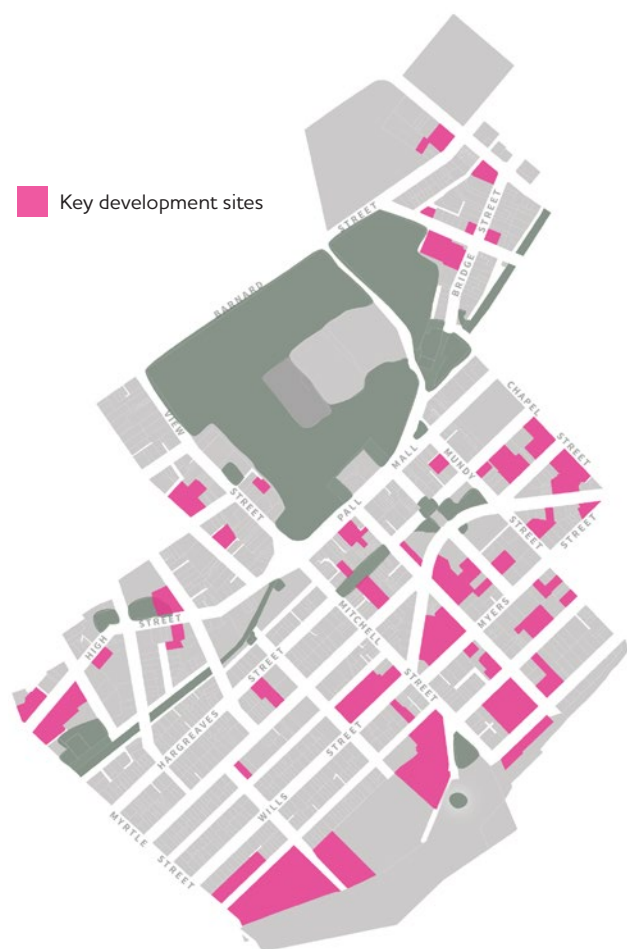 Key development sites
STREET
BARNARD
BRIDGE STREET
CHAPEL STREET
VIEW STREET
MALL
PALL
MUNDY STREET
STREET
MYERS
MITCHELL STREET
HIGH STREET
HARGREAVES STREET
WILLS STREET
MYRTLE STREET